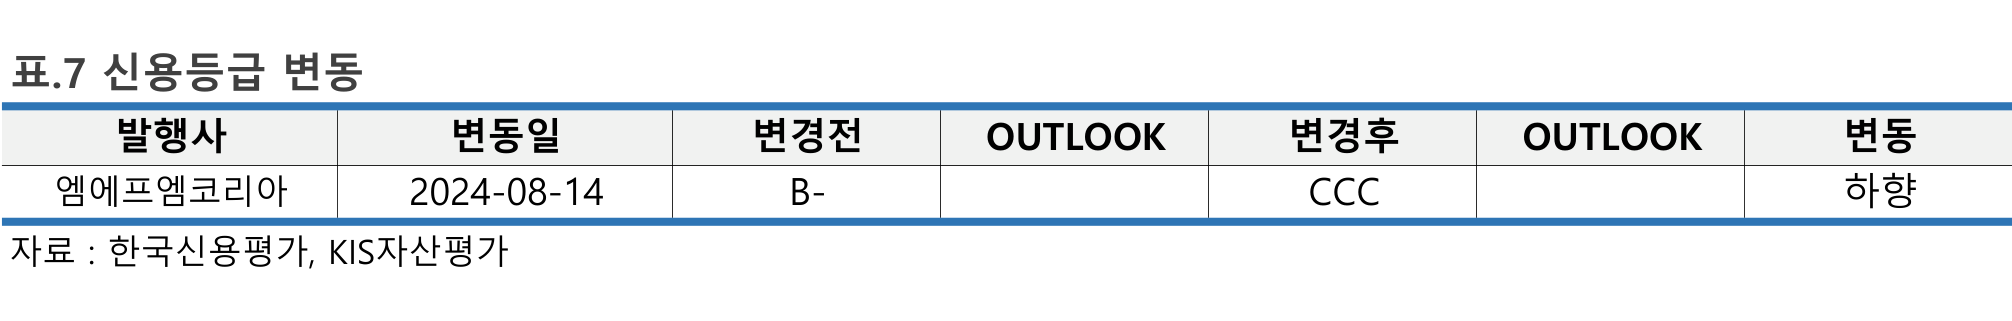 표.7 신용등급 변동
발행사 변동일 변경전 OUTLOOK 변경후 OUTLOOK 변동
엠에프엠코리아 2024-08-14 B- CCC 하향
자료 : 한국신용평가, KIS자산평가